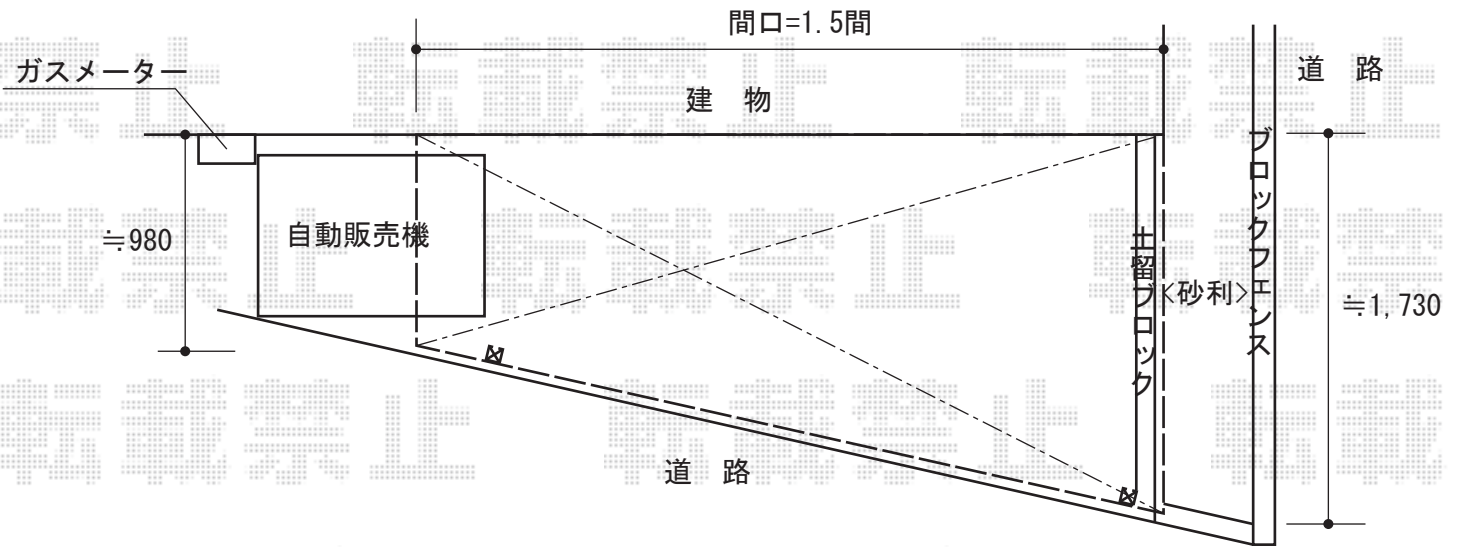 間口=1.5間
ガスメーター
建 物
道 路
≒980
自動販売機
土留ブロック
<砂利>
ブロックフェンス
≒1,730
道 路
転載禁止